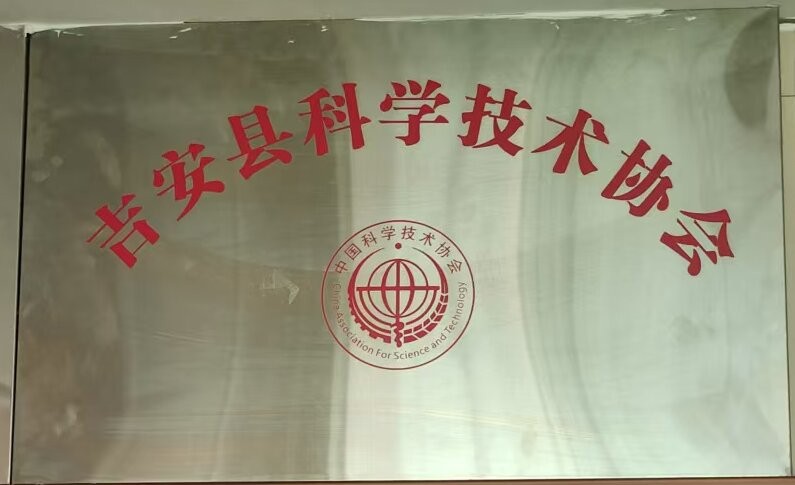 吉安县科学技术协会
中国科学技术协会
China Association For Science and Technology